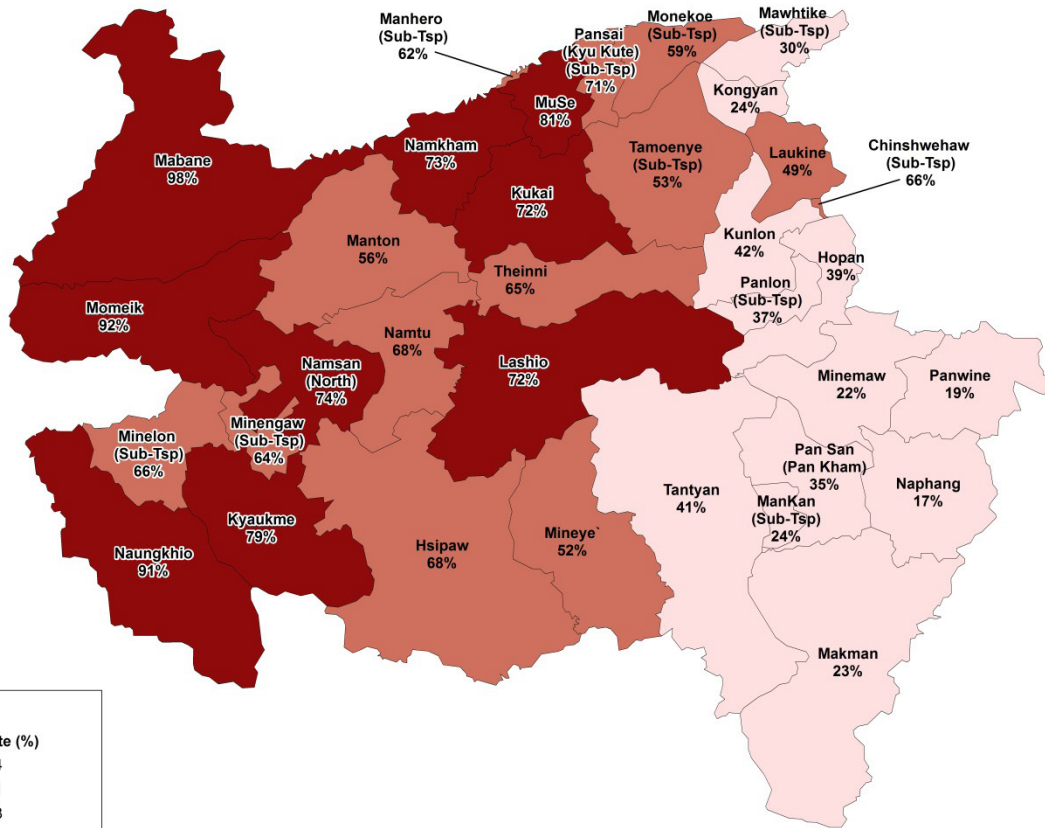 Manhero
(Sub-Tsp)
62%
Pansai
(Kyu Kute)
(Sub-Tsp)
71%
Monekoe
(Sub-Tsp)
59%
Mawhtike
(Sub-Tsp)
30%
Kongyan
24%
MuSe
81%
Namkham
73%
Tamoenye
(Sub-Tsp)
53%
Laukine
49%
Chinshwehaw
(Sub-Tsp)
66%
Mabane
98%
Kukai
72%
Manton
56%
Kunlon
42%
Hopan
39%
Theinni
65%
Panlon
(Sub-Tsp)
37%
Momeik
92%
Namtu
68%
Lashio
72%
Namsan
(North)
74%
Minemaw
22%
Panwine
19%
Minengaw
(Sub-Tsp)
64%
Minelon
(Sub-Tsp)
66%
Pan San
(Pan Kham)
35%
Naphang
17%
Tantyan
41%
ManKan
(Sub-Tsp)
24%
Kyaukme
79%
Mineye`
52%
Hsipaw
68%
Naungkhio
91%
Makman
23%
(%)